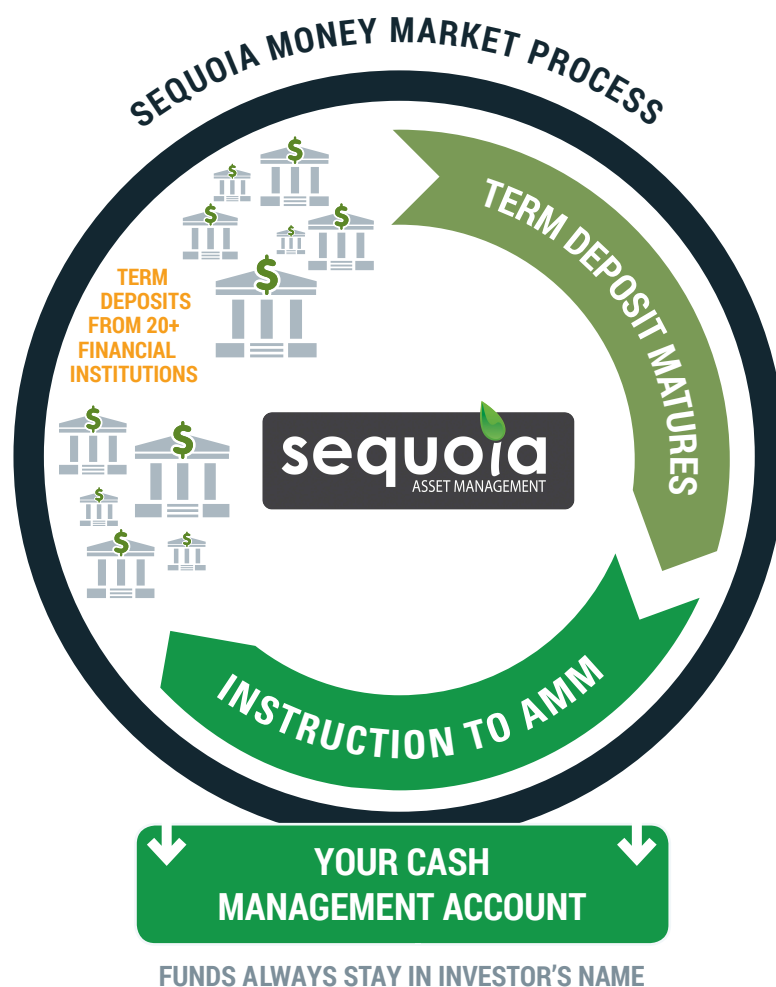 SEQUOIA MONEY MARKET PROCESS
TERM DEPOSIT MATURES
TERM
DEPOSITS
FROM 20+
FINANCIAL
INSTITUTIONS
sequoia
ASSET MANAGEMENT
INSTRUCTION TO AMM
YOUR CASH
MANAGEMENT ACCOUNT
FUNDS ALWAYS STAY IN INVESTOR'S NAME